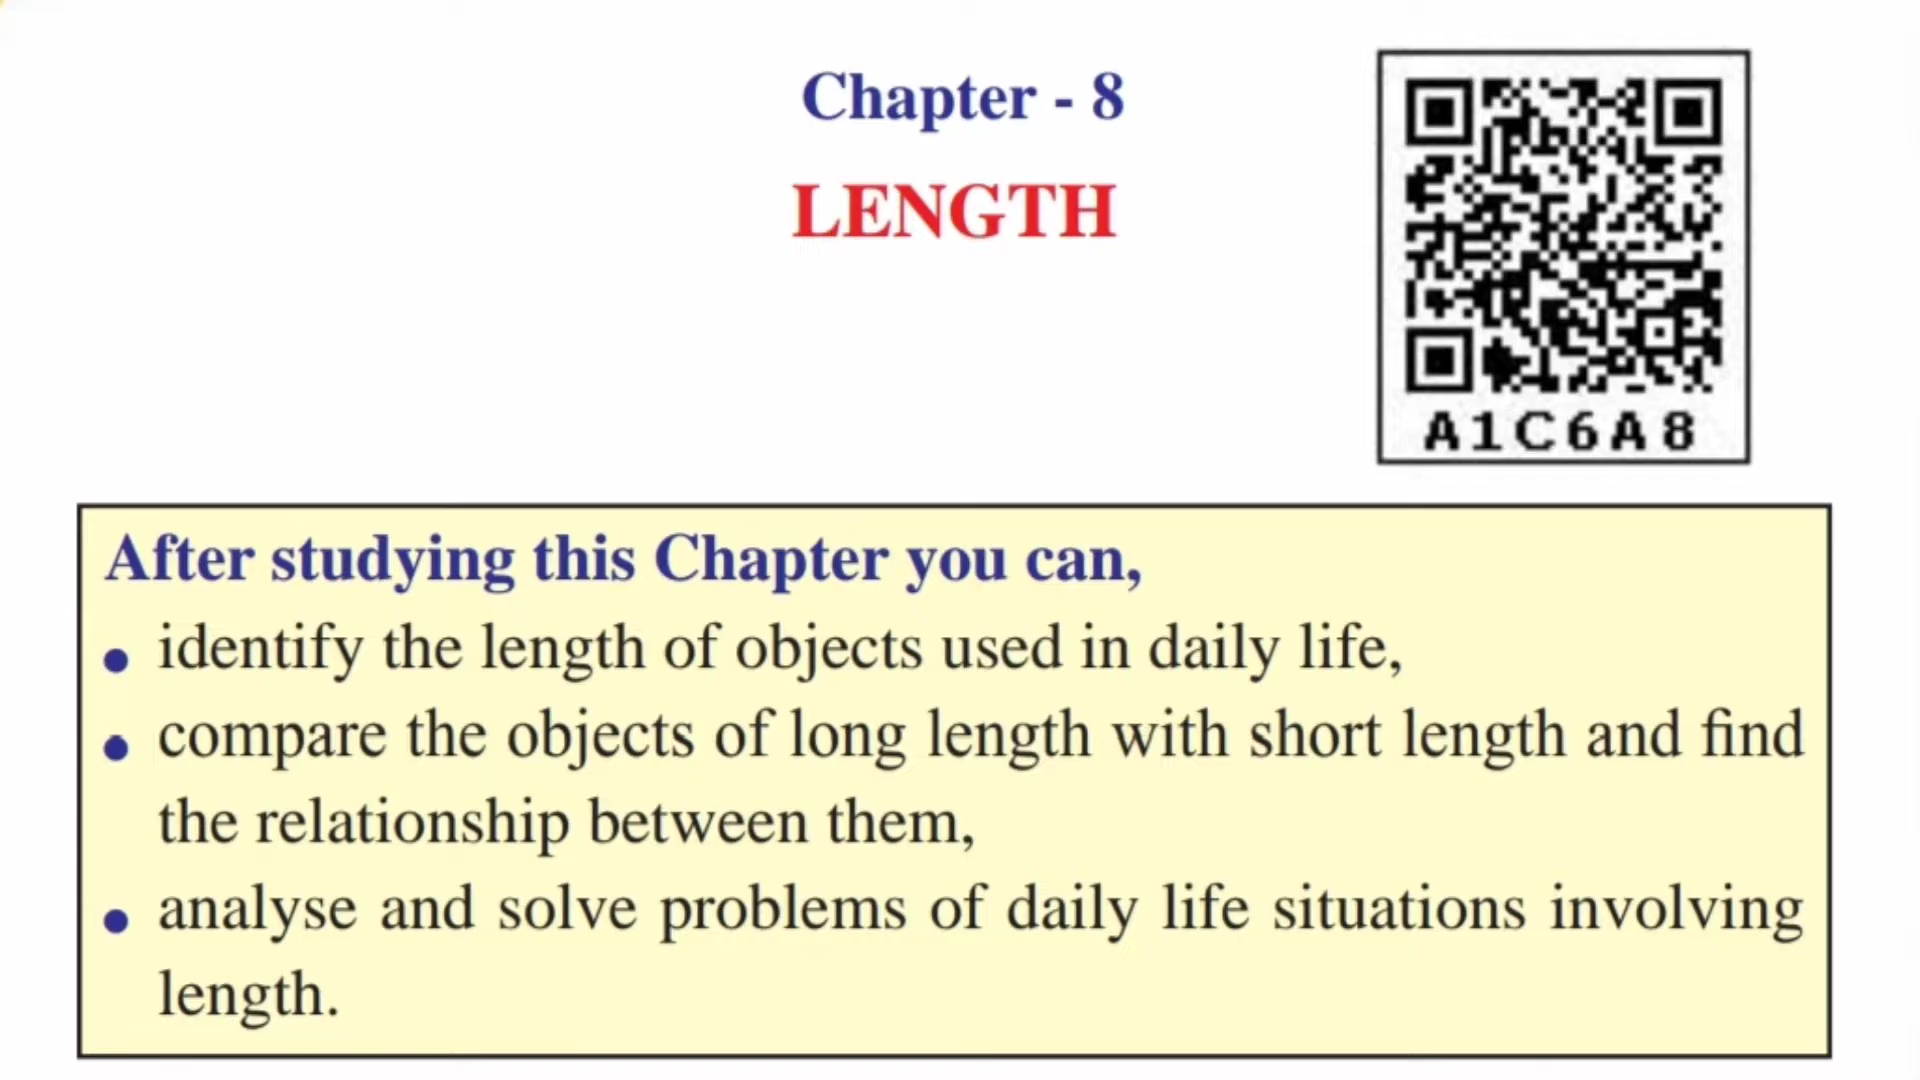 Chapter - 8
LENGTH
A1C6A8
After studying this Chapter you can,
• identify the length of objects used in daily life,
• compare the objects of long length with short length and find
the relationship between them,
• analyse and solve problems of daily life situations involving
length.